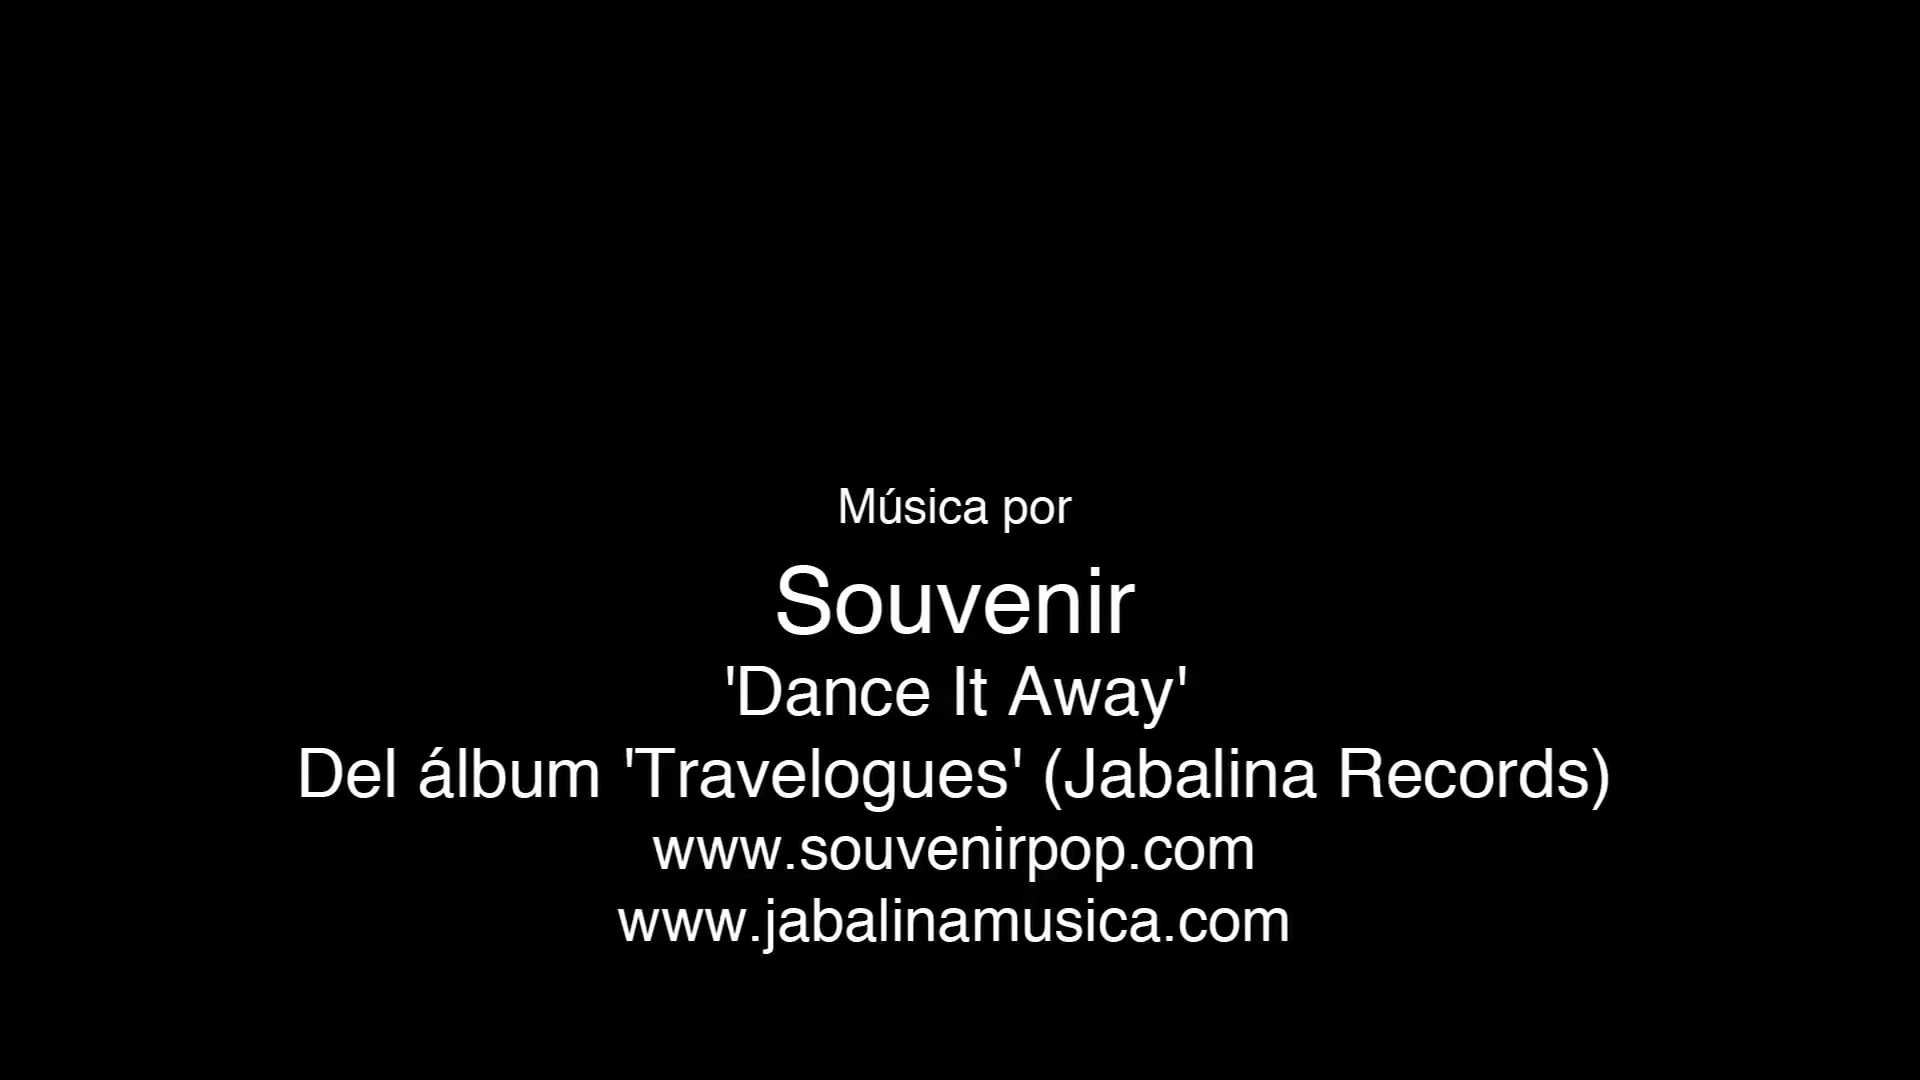 Música por
Souvenir
'Dance It Away'
Del álbum 'Travelogues' (Jabalina Records)
www.souvenirpop.com
www.jabalinamusica.com